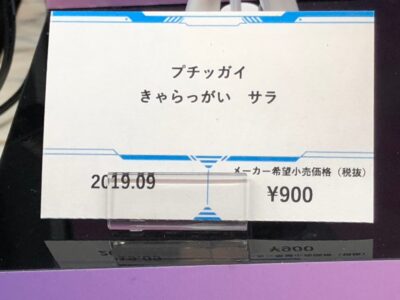 プチッガイ
きゃらっがい サラ
2019.09
メーカー希望小売価格（税抜）
¥900